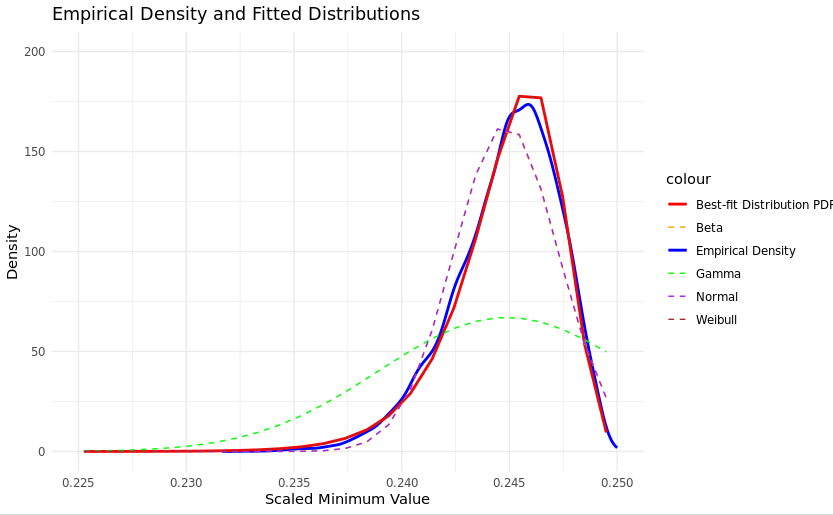 Empirical Density and Fitted Distributions
200
150
100
50
0
Density
0.225 0.230 0.235 0.240 0.245 0.250
Scaled Minimum Value
colour
Best-fit Distribution PDF
Beta
Empirical Density
Gamma
Normal
Weibull